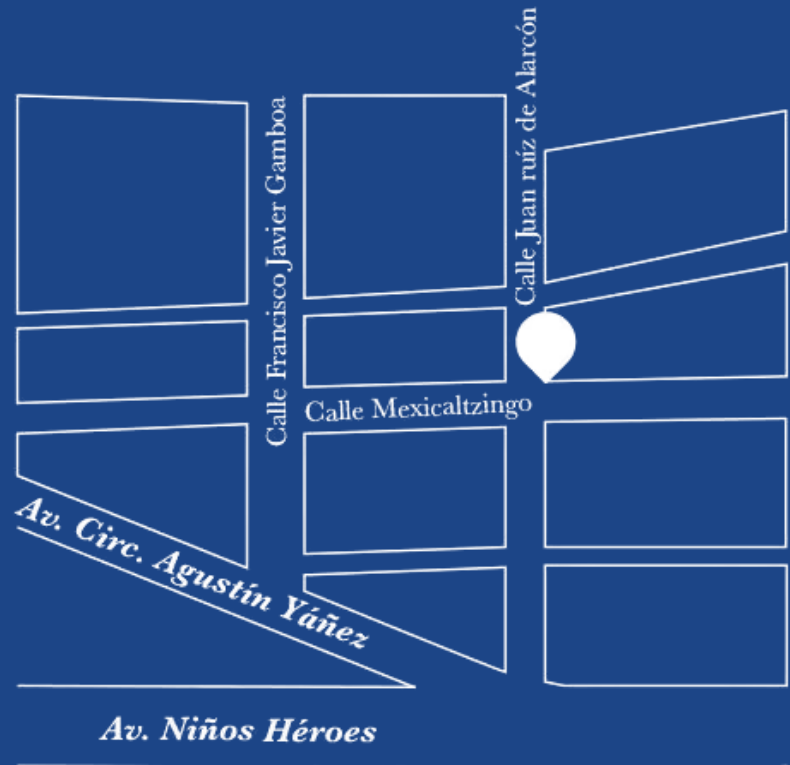 Calle Juan ruíz de Alarcón
Calle Francisco Javier Gamboa
Calle Mexicaltzingo
Av. Circ. Agustín Yáñez
Av. Niños Héroes